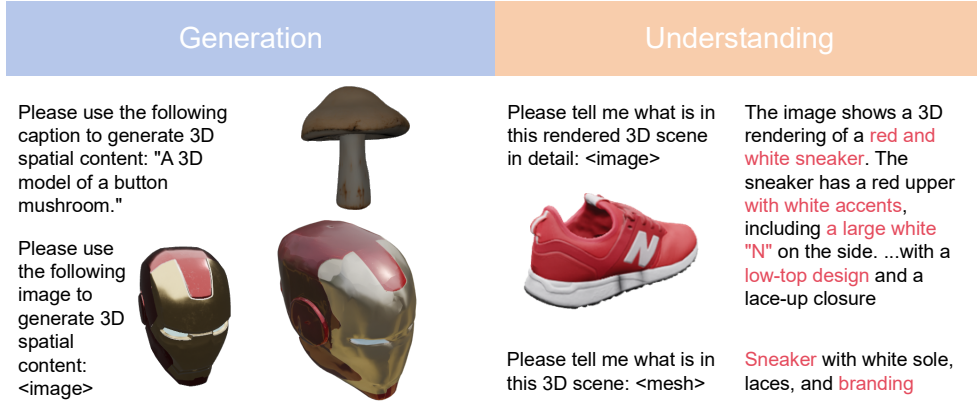 Generation
Understanding
Please use the following
caption to generate 3D
spatial content: "A 3D
model of a button
mushroom."
Please use
the following
image to
generate 3D
spatial
content:
<image>
Please tell me what is in
this rendered 3D scene
in detail: <image>
N
The image shows a 3D
rendering of a red and
white sneaker. The
sneaker has a red upper
with white accents,
including a large white
"N" on the side. ...with a
low-top design and a
lace-up closure
Please tell me what is in
this 3D scene: <mesh>
Sneaker with white sole,
laces, and branding